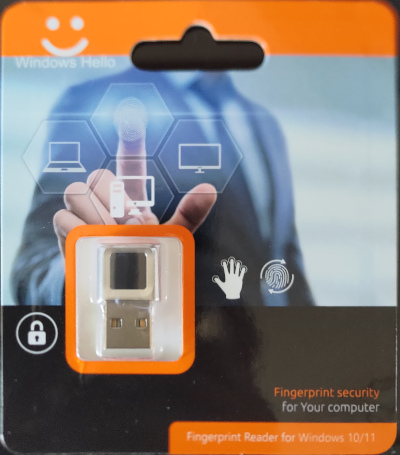 Windows Hello
Fingerprint security
for Your computer
Fingerprint Reader for Windows 10/11